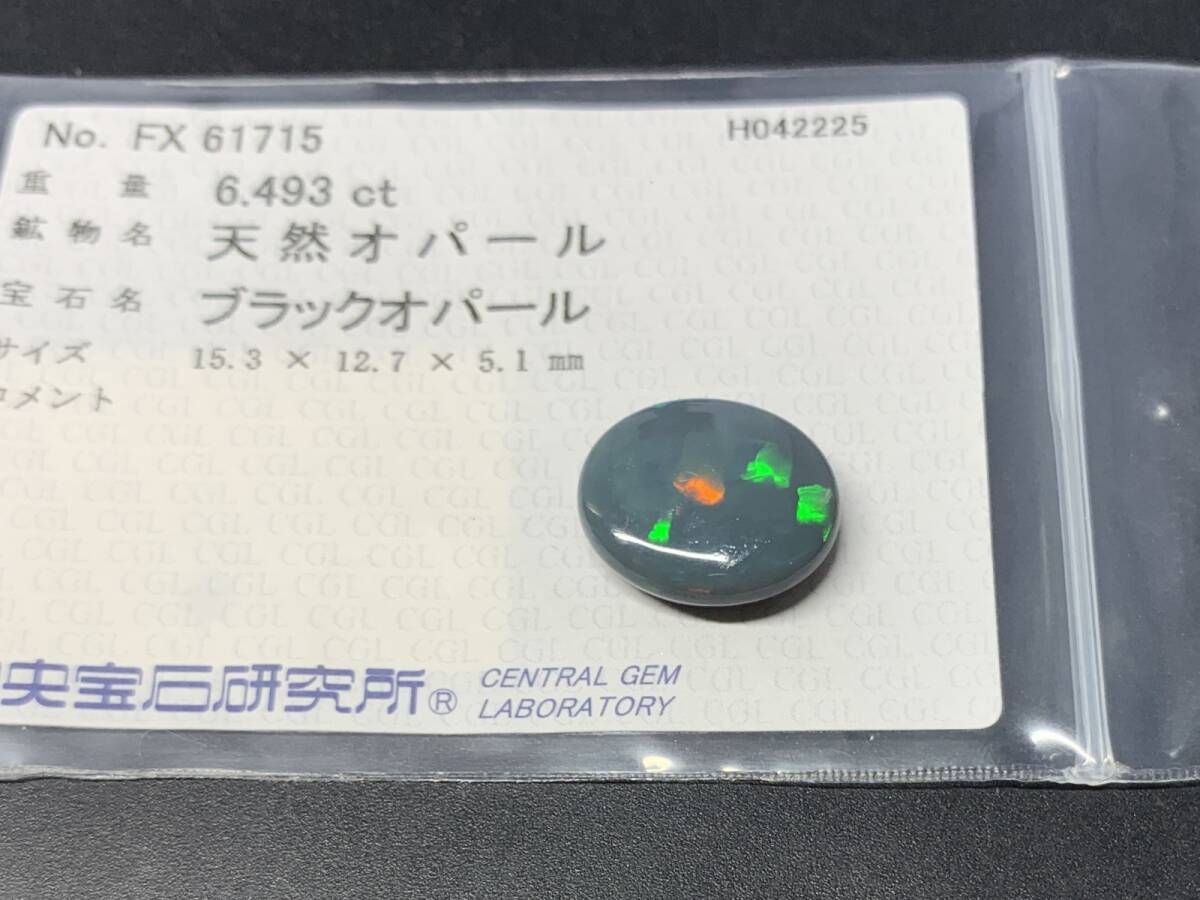 No. FX 61715 H042225
重量 6.493 ct
鉱物名 天然オパール
宝石名 ブラックオパール
サイズ 15.3 × 12.7 × 5.1 mm
コメント
中央宝石研究所® CENTRAL GEM
LABORATORY